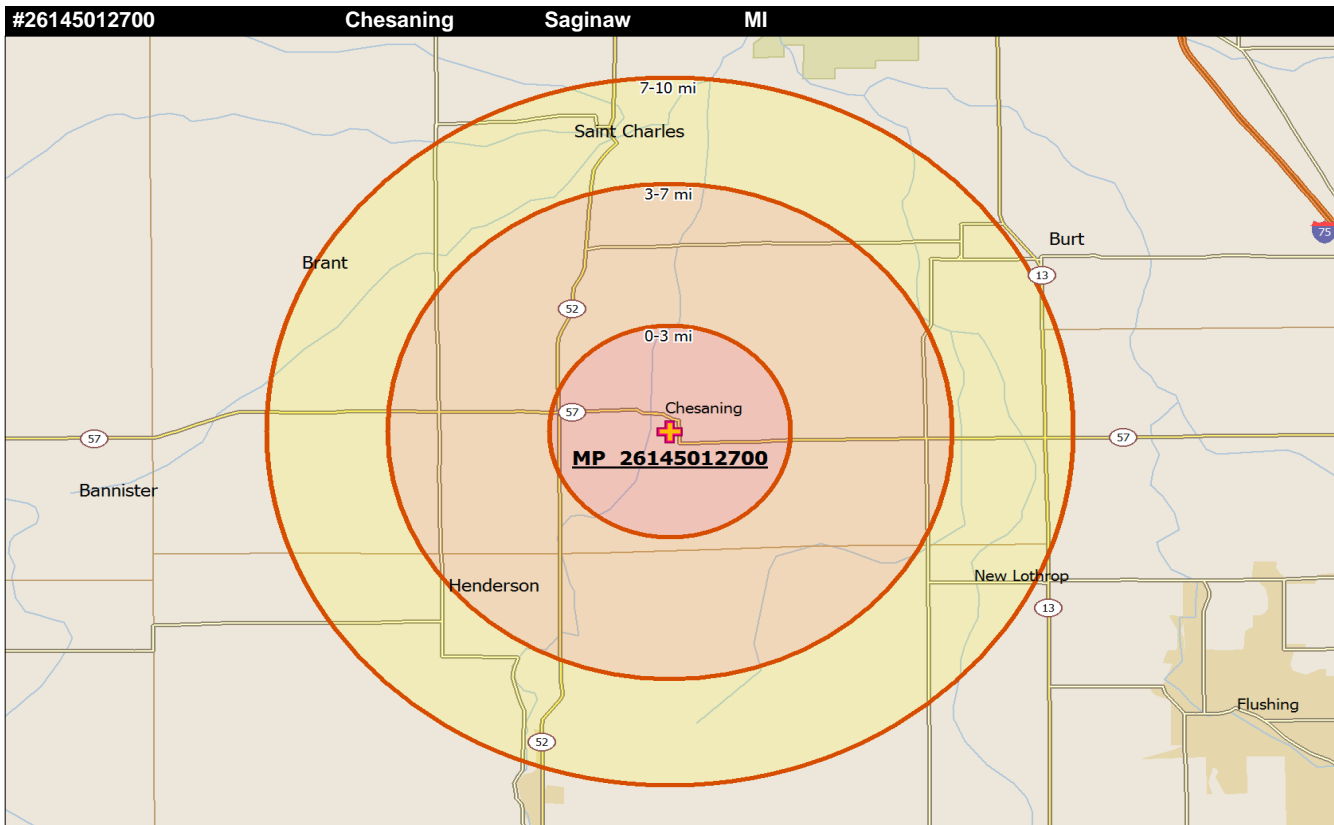 #26145012700 Chesaning Saginaw MI
7-10 mi
Saint Charles
3-7 mi
75
Burt
Brant
13
52
0-3 mi
Chesaning
57
57
57
MP 26145012700
Bannister
New Lothrop
Henderson
13
Flushing
52